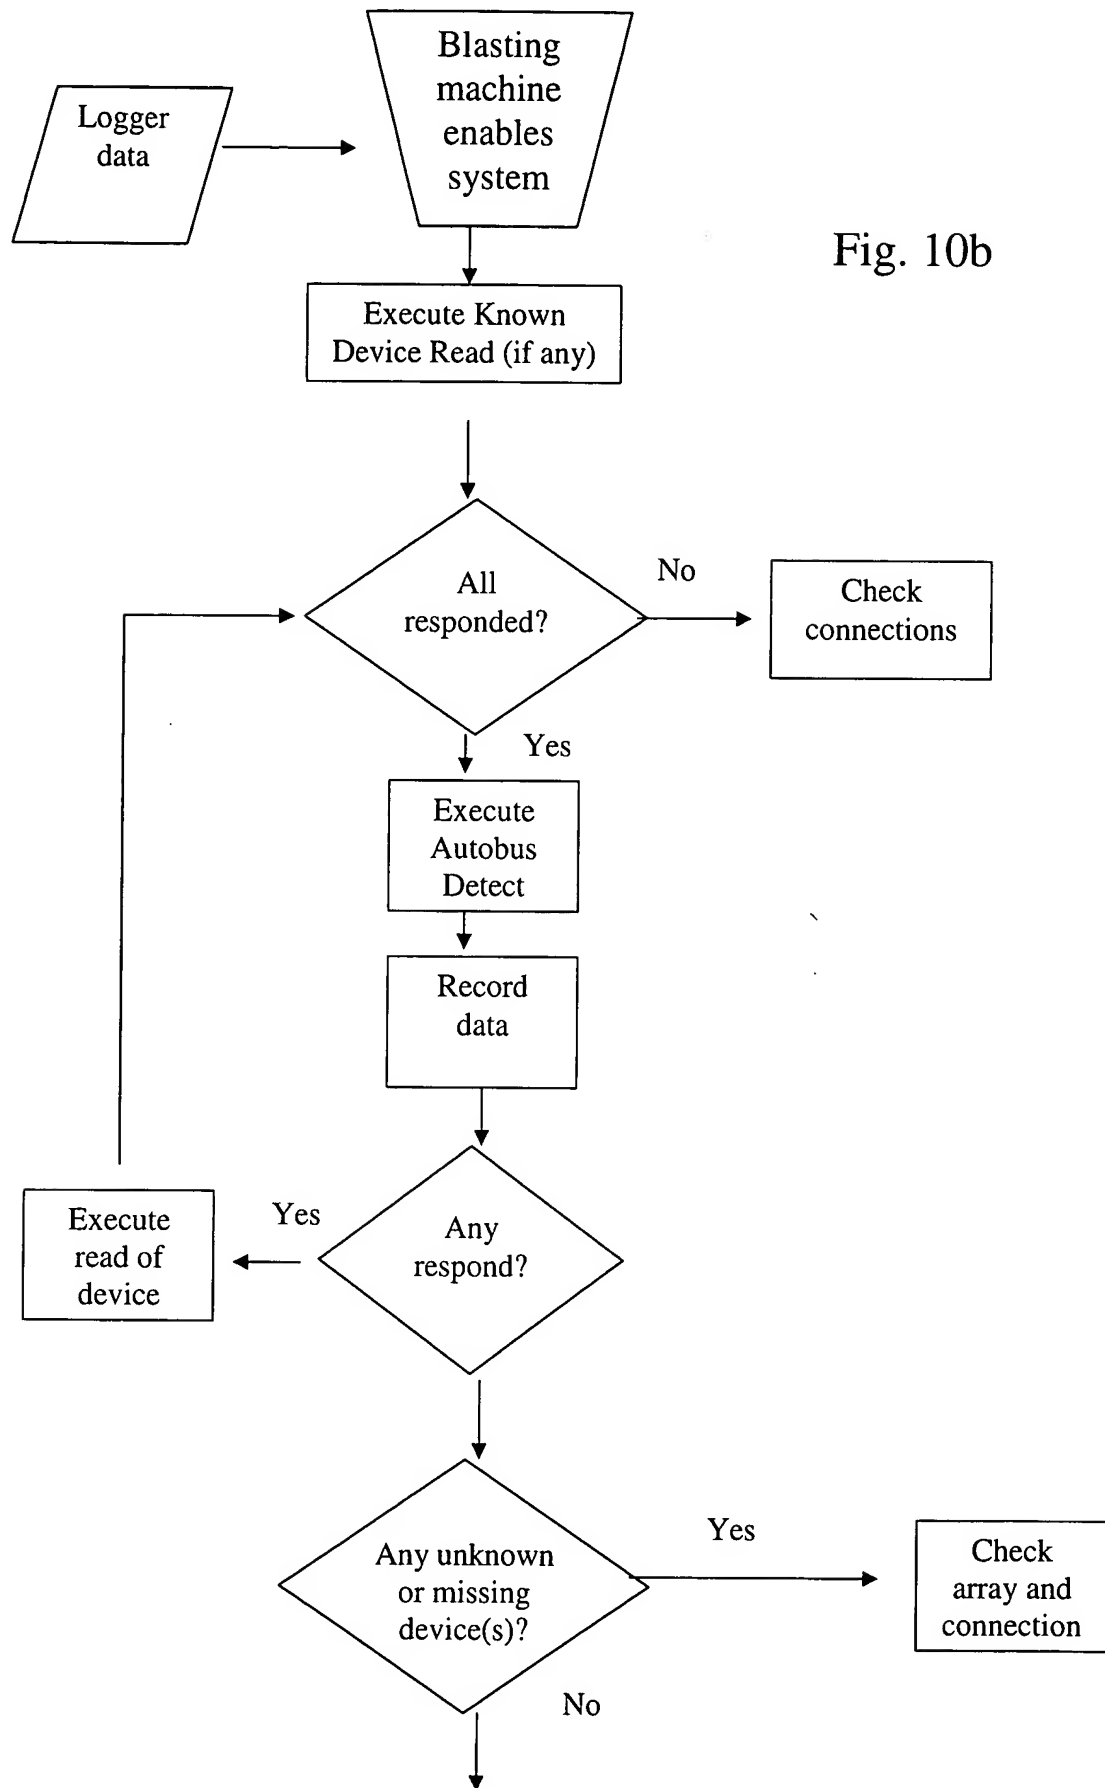 Blasting
machine
enables
system
Logger
data
Fig. 10b
Execute Known
Device Read (if any)
All
responded?
No
Check
connections
Yes
Execute
Autobus
Detect
Record
data
Any
respond?
Yes
Execute
read of
device
Any unknown
or missing
device(s)?
Yes
Check
array and
connection
No